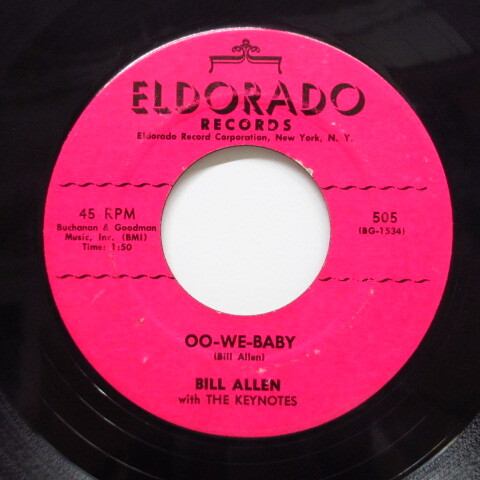 ELDORADO
RECORDS
Eldorado Record Corporation, New York, N. Y.
45 RPM
Buchanan & Goodman
Music, Inc. (BMI)
Time: 1:50
505
(BG-1534)
OO-WE-BABY
(Bill Allen)
BILL ALLEN
with THE KEYNOTES